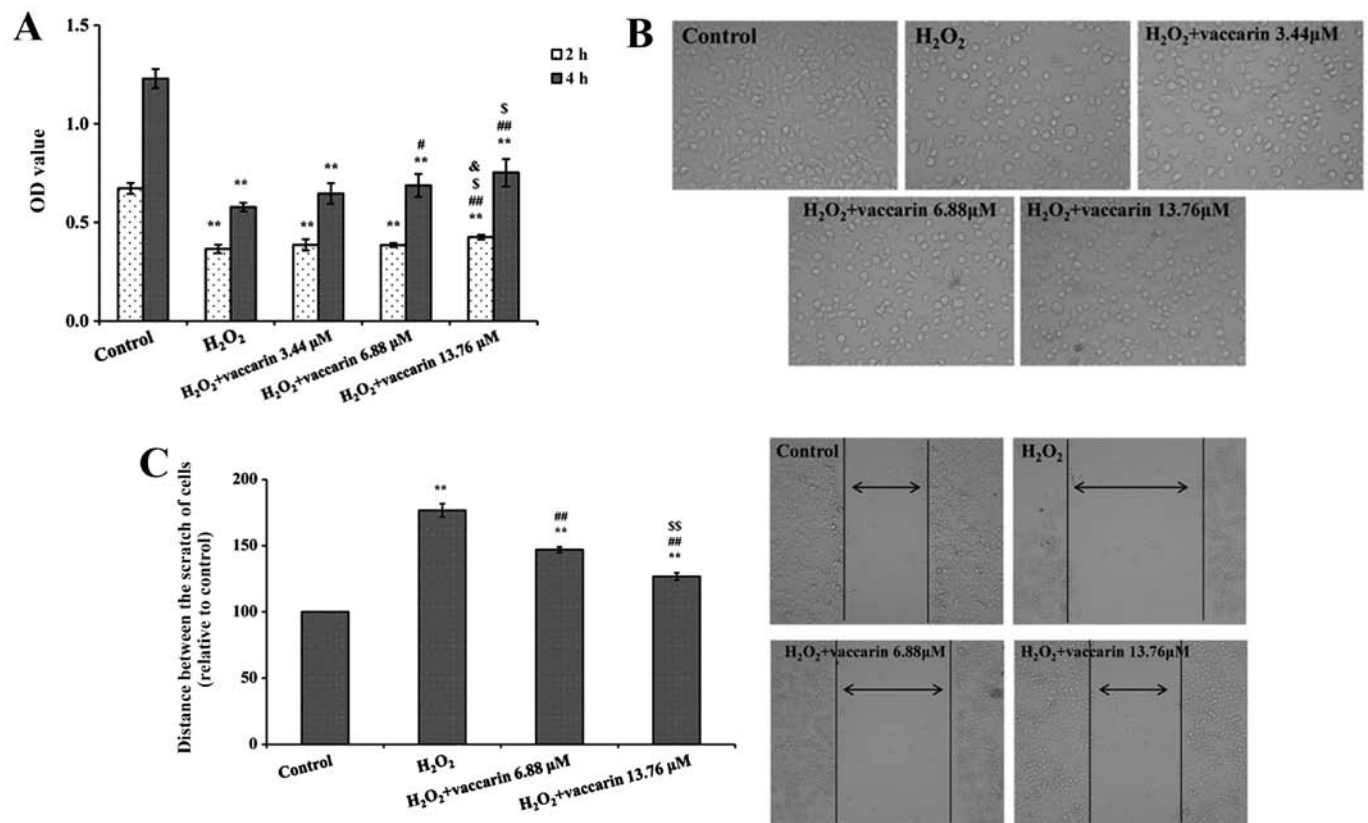 A
OD value
1.5
1.0
0.5
0.0
2 h
4 h
**
**
**
**
**
#
**
&
$
##
**
$
##
**
Control
H₂O₂
H₂O₂+vaccarin 3.44 μM
H₂O₂+vaccarin 6.88 μM
H₂O₂+vaccarin 13.76 μM
B
Control
H₂O₂
H₂O₂+vaccarin 3.44μM
H₂O₂+vaccarin 6.88μM
H₂O₂+vaccarin 13.76μM
C
Distance between the scratch of cells
(relative to control)
200
150
100
50
0
**
##
**
$$
##
**
Control
H₂O₂
H₂O₂+vaccarin 6.88 μM
H₂O₂+vaccarin 13.76 μM
Control
H₂O₂
H₂O₂+vaccarin 6.88μM
H₂O₂+vaccarin 13.76μM